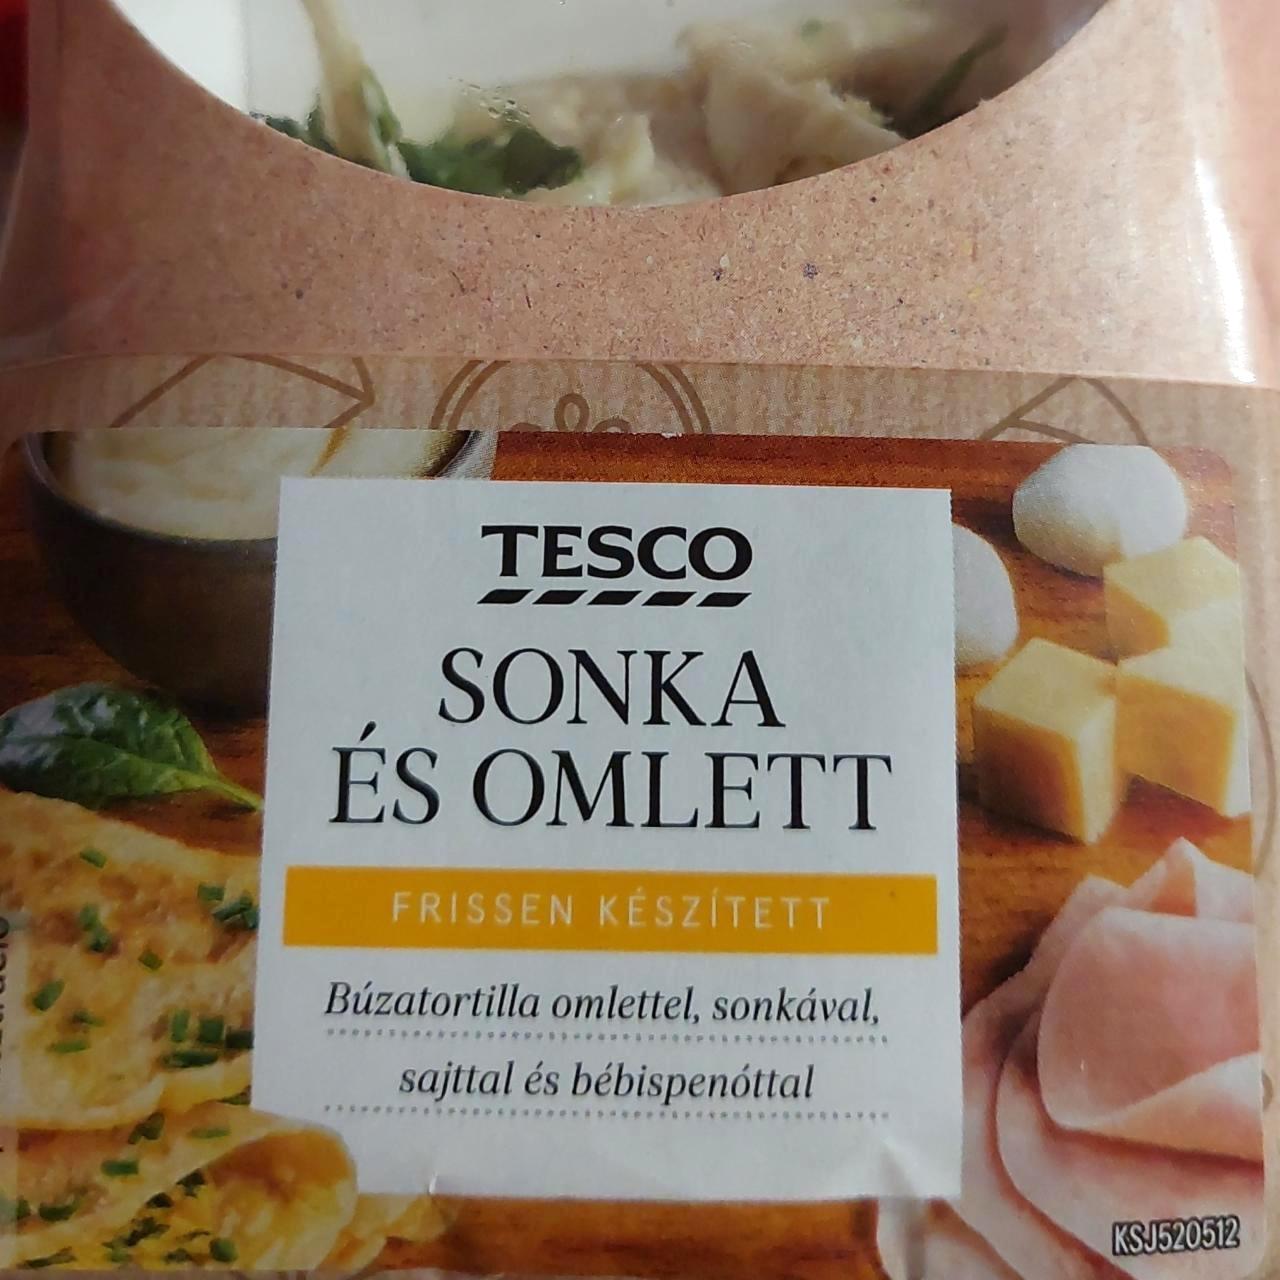 TESCO
SONKA
ÉS OMLETT
FRISSEN KÉSZÍTETT
Búzatortilla omlettel, sonkával,
sajttal és bébispenóttal
KSJ520512